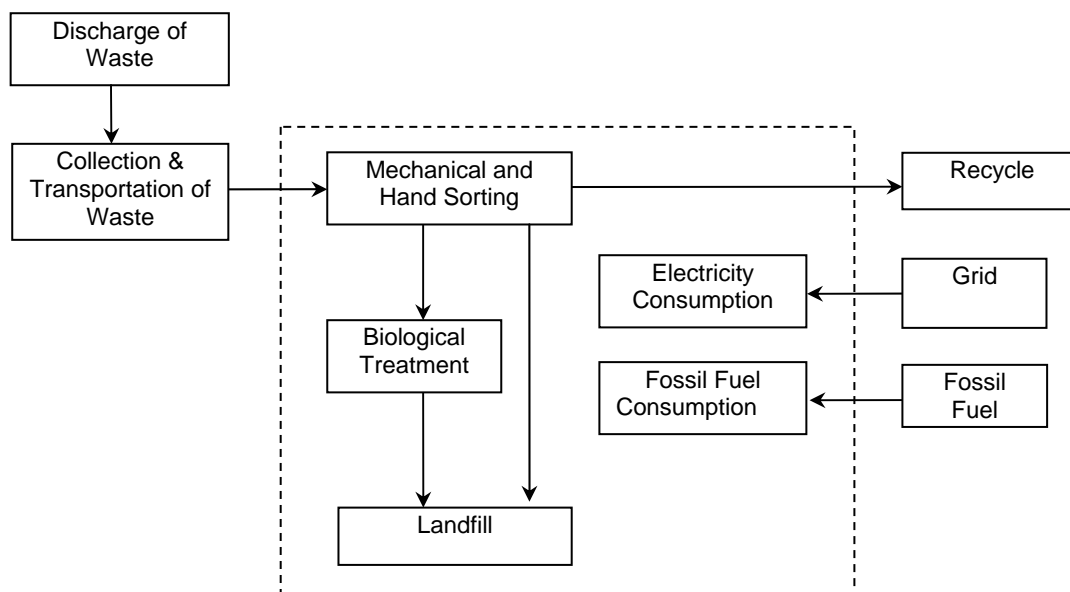 Discharge of
Waste
Collection &
Transportation of
Waste
Mechanical and
Hand Sorting
Recycle
Electricity
Consumption
Grid
Biological
Treatment
Fossil Fuel
Consumption
Fossil
Fuel
Landfill